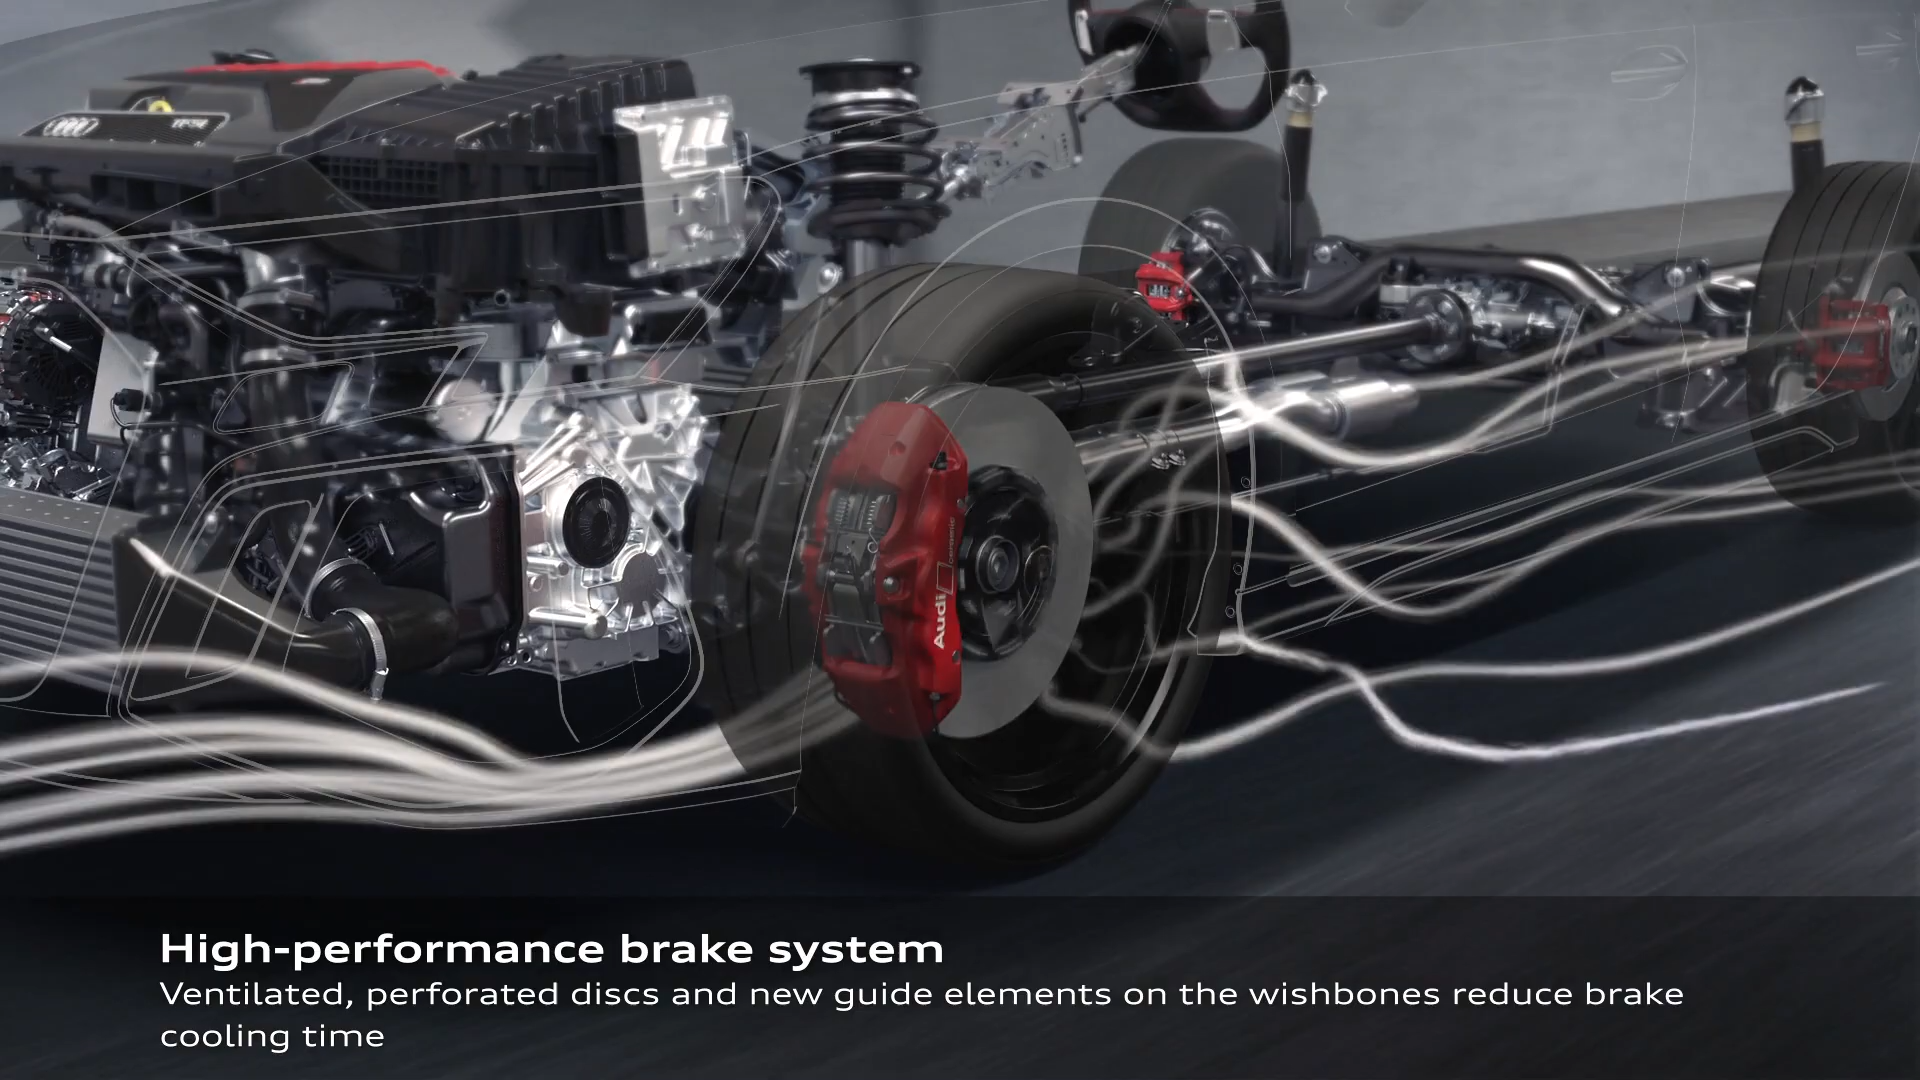 TFSI
Audi
High-performance brake system
Ventilated, perforated discs and new guide elements on the wishbones reduce brake
cooling time